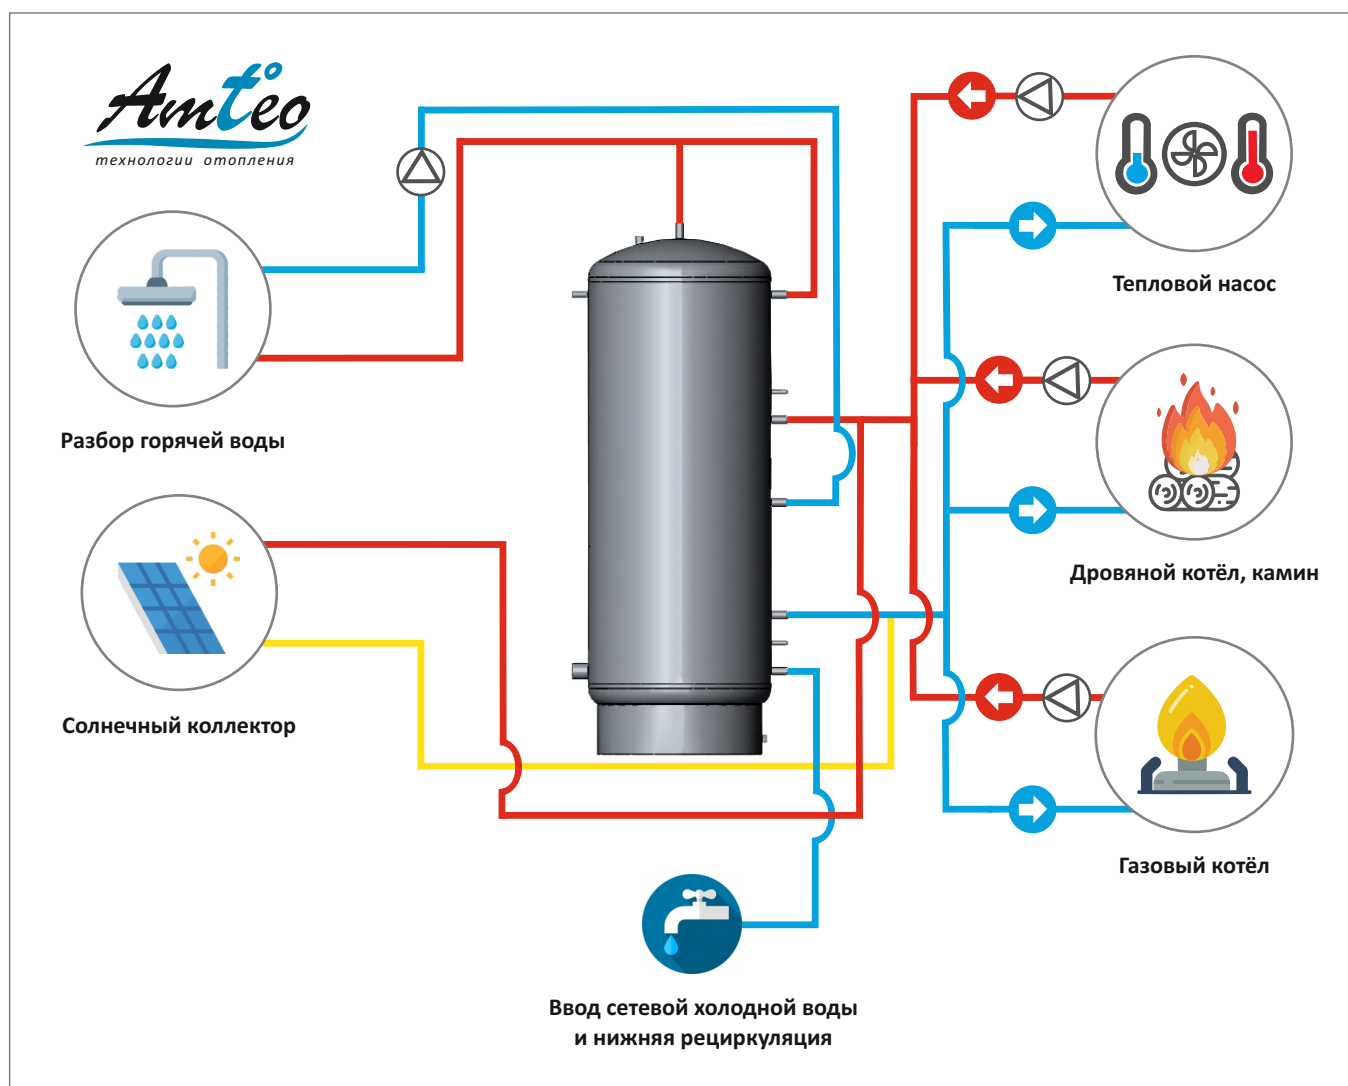 Amteo
технологии отопления
Разбор горячей воды
Солнечный коллектор
Тепловой насос
Дровяной котёл, камин
Газовый котёл
Ввод сетевой холодной воды
и нижняя рециркуляция